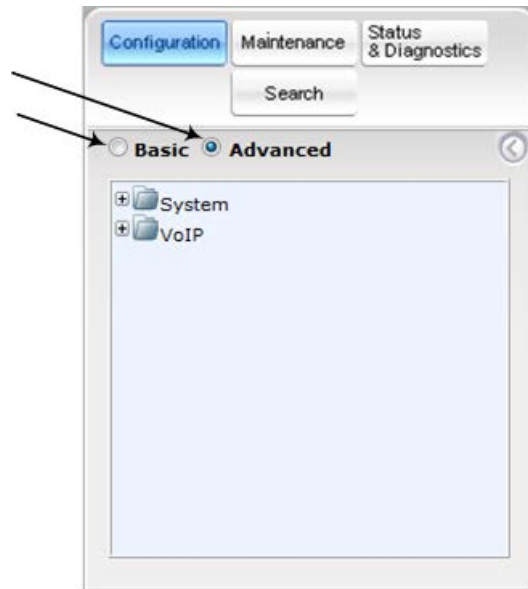 Configuration Maintenance Status
& Diagnostics
Search
Basic Advanced
System
VoIP